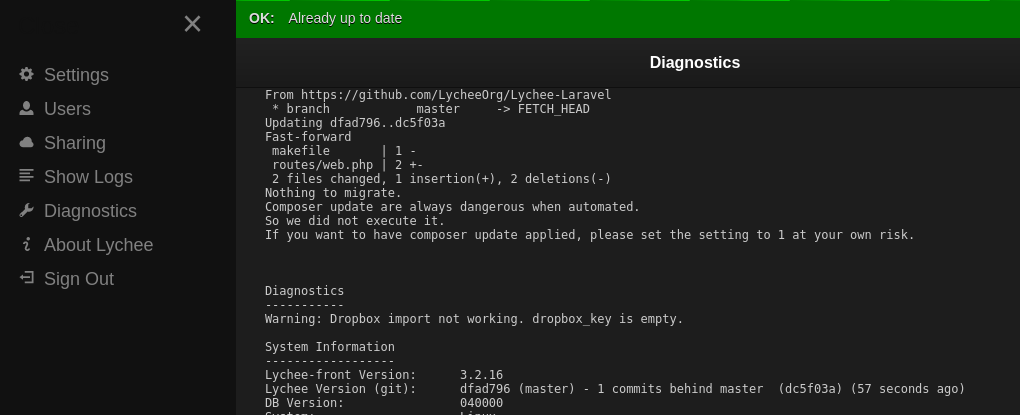 OK: Already up to date
Settings
Users
Sharing
Show Logs
Diagnostics
About Lychee
Sign Out
Diagnostics
From https://github.com/LycheeOrg/Lychee-Laravel
 * branch            master     -> FETCH_HEAD
Updating dfad796..dc5f03a
Fast-forward
 makefile       | 1 -
 routes/web.php | 2 +-
 2 files changed, 1 insertion(+), 2 deletions(-)
Nothing to migrate.
Composer update are always dangerous when automated.
So we did not execute it.
If you want to have composer update applied, please set the setting to 1 at your own risk.
Diagnostics
-----------
Warning: Dropbox import not working. dropbox_key is empty.
System Information
------------------
Lychee-front Version:      3.2.16
Lychee Version (git):      dfad796 (master) - 1 commits behind master  (dc5f03a) (57 seconds ago)
DB Version:                040000